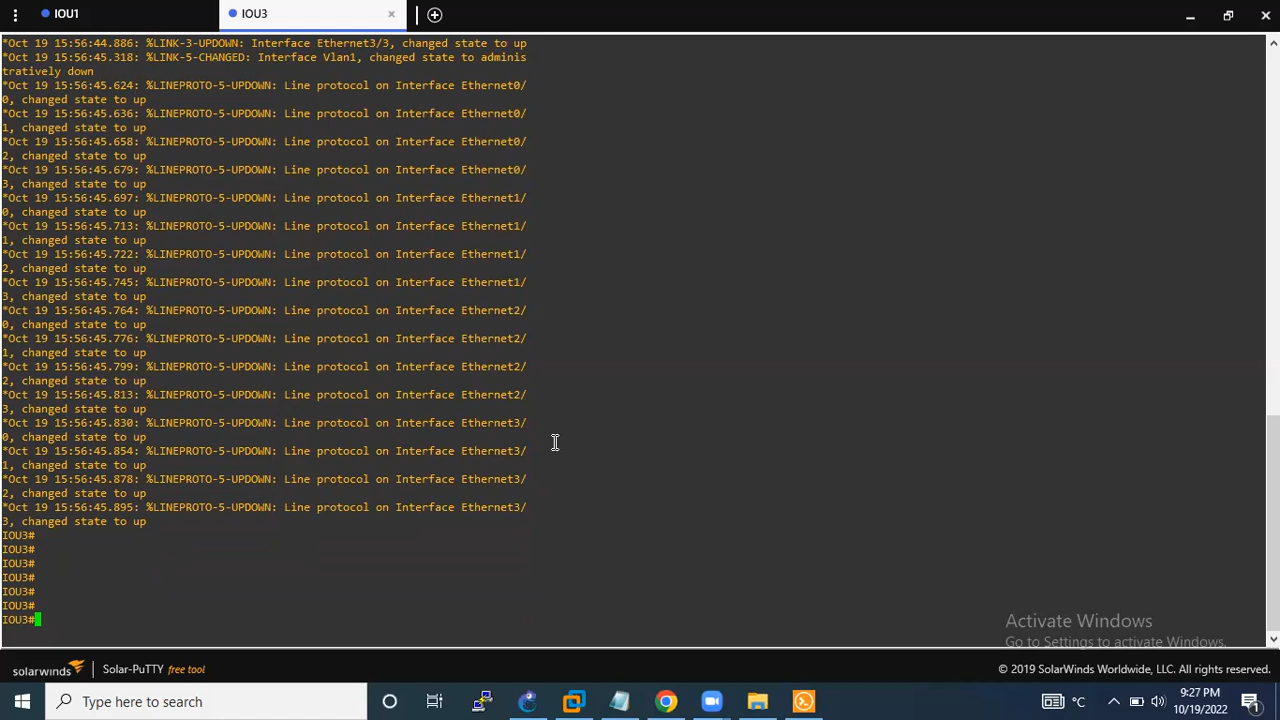 IOU1
IOU3
*Oct 19 15:56:44.886: %LINK-3-UPDOWN: Interface Ethernet3/3, changed state to up
*Oct 19 15:56:45.318: %LINK-5-CHANGED: Interface Vlan1, changed state to adminis
tratively down
*Oct 19 15:56:45.624: %LINEPROTO-5-UPDOWN: Line protocol on Interface Ethernet0/
0, changed state to up
*Oct 19 15:56:45.636: %LINEPROTO-5-UPDOWN: Line protocol on Interface Ethernet0/
1, changed state to up
*Oct 19 15:56:45.658: %LINEPROTO-5-UPDOWN: Line protocol on Interface Ethernet0/
2, changed state to up
*Oct 19 15:56:45.679: %LINEPROTO-5-UPDOWN: Line protocol on Interface Ethernet0/
3, changed state to up
*Oct 19 15:56:45.697: %LINEPROTO-5-UPDOWN: Line protocol on Interface Ethernet1/
0, changed state to up
*Oct 19 15:56:45.713: %LINEPROTO-5-UPDOWN: Line protocol on Interface Ethernet1/
1, changed state to up
*Oct 19 15:56:45.722: %LINEPROTO-5-UPDOWN: Line protocol on Interface Ethernet1/
2, changed state to up
*Oct 19 15:56:45.745: %LINEPROTO-5-UPDOWN: Line protocol on Interface Ethernet1/
3, changed state to up
*Oct 19 15:56:45.764: %LINEPROTO-5-UPDOWN: Line protocol on Interface Ethernet2/
0, changed state to up
*Oct 19 15:56:45.776: %LINEPROTO-5-UPDOWN: Line protocol on Interface Ethernet2/
1, changed state to up
*Oct 19 15:56:45.799: %LINEPROTO-5-UPDOWN: Line protocol on Interface Ethernet2/
2, changed state to up
*Oct 19 15:56:45.813: %LINEPROTO-5-UPDOWN: Line protocol on Interface Ethernet2/
3, changed state to up
*Oct 19 15:56:45.830: %LINEPROTO-5-UPDOWN: Line protocol on Interface Ethernet3/
0, changed state to up
*Oct 19 15:56:45.854: %LINEPROTO-5-UPDOWN: Line protocol on Interface Ethernet3/
1, changed state to up
*Oct 19 15:56:45.878: %LINEPROTO-5-UPDOWN: Line protocol on Interface Ethernet3/
2, changed state to up
*Oct 19 15:56:45.895: %LINEPROTO-5-UPDOWN: Line protocol on Interface Ethernet3/
3, changed state to up
IOU3#
IOU3#
IOU3#
IOU3#
IOU3#
IOU3#
IOU3#
Activate Windows
Go to Settings to activate Windows.
solarwinds Solar-PuTTY free tool © 2019 SolarWinds Worldwide, LLC. All rights reserved.
Type here to search
°C
9:27 PM
10/19/2022
1